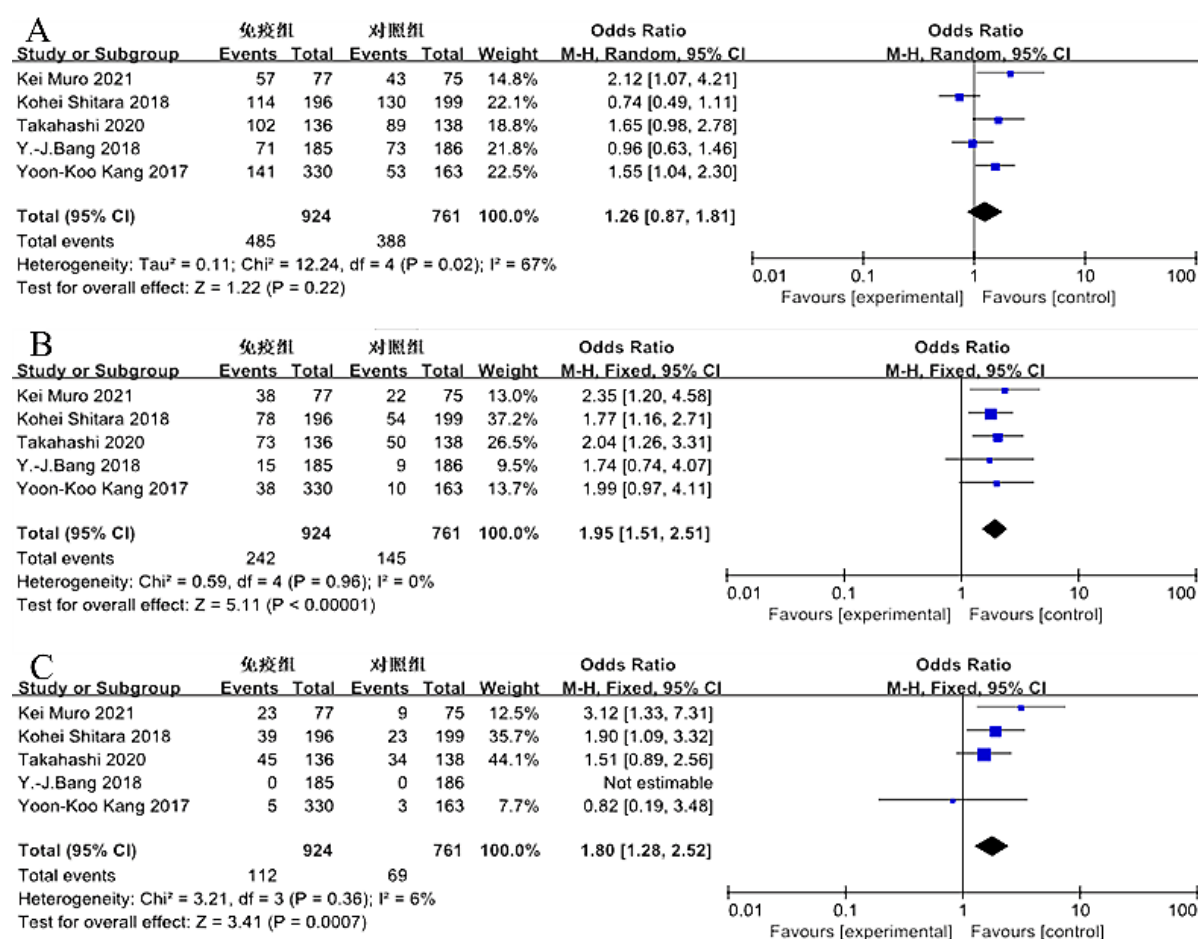 A
免疫组 对照组 Odds Ratio Odds Ratio
Study or Subgroup Events Total Events Total Weight M-H, Random, 95% CI M-H, Random, 95% CI
Kei Muro 2021 57 77 43 75 14.8% 2.12 [1.07, 4.21]
Kohei Shitara 2018 114 196 130 199 22.1% 0.74 [0.49, 1.11]
Takahashi 2020 102 136 89 138 18.8% 1.65 [0.98, 2.78]
Y.-J.Bang 2018 71 185 73 186 21.8% 0.96 [0.63, 1.46]
Yoon-Koo Kang 2017 141 330 53 163 22.5% 1.55 [1.04, 2.30]
Total (95% CI) 924 761 100.0% 1.26 [0.87, 1.81]
Total events 485 388
Heterogeneity: Tau² = 0.11; Chi² = 12.24, df = 4 (P = 0.02); I² = 67%
Test for overall effect: Z = 1.22 (P = 0.22)
0.01 0.1 1 10 100
Favours [experimental] Favours [control]
B
免疫组 对照组 Odds Ratio Odds Ratio
Study or Subgroup Events Total Events Total Weight M-H, Fixed, 95% CI M-H, Fixed, 95% CI
Kei Muro 2021 38 77 22 75 13.0% 2.35 [1.20, 4.58]
Kohei Shitara 2018 78 196 54 199 37.2% 1.77 [1.16, 2.71]
Takahashi 2020 73 136 50 138 26.5% 2.04 [1.26, 3.31]
Y.-J.Bang 2018 15 185 9 186 9.5% 1.74 [0.74, 4.07]
Yoon-Koo Kang 2017 38 330 10 163 13.7% 1.99 [0.97, 4.11]
Total (95% CI) 924 761 100.0% 1.95 [1.51, 2.51]
Total events 242 145
Heterogeneity: Chi² = 0.59, df = 4 (P = 0.96); I² = 0%
Test for overall effect: Z = 5.11 (P < 0.00001)
0.01 0.1 1 10 100
Favours [experimental] Favours [control]
C
免疫组 对照组 Odds Ratio Odds Ratio
Study or Subgroup Events Total Events Total Weight M-H, Fixed, 95% CI M-H, Fixed, 95% CI
Kei Muro 2021 23 77 9 75 12.5% 3.12 [1.33, 7.31]
Kohei Shitara 2018 39 196 23 199 35.7% 1.90 [1.09, 3.32]
Takahashi 2020 45 136 34 138 44.1% 1.51 [0.89, 2.56]
Y.-J.Bang 2018 0 185 0 186 Not estimable
Yoon-Koo Kang 2017 5 330 3 163 7.7% 0.82 [0.19, 3.48]
Total (95% CI) 924 761 100.0% 1.80 [1.28, 2.52]
Total events 112 69
Heterogeneity: Chi² = 3.21, df = 3 (P = 0.36); I² = 6%
Test for overall effect: Z = 3.41 (P = 0.0007)
0.01 0.1 1 10 100
Favours [experimental] Favours [control]